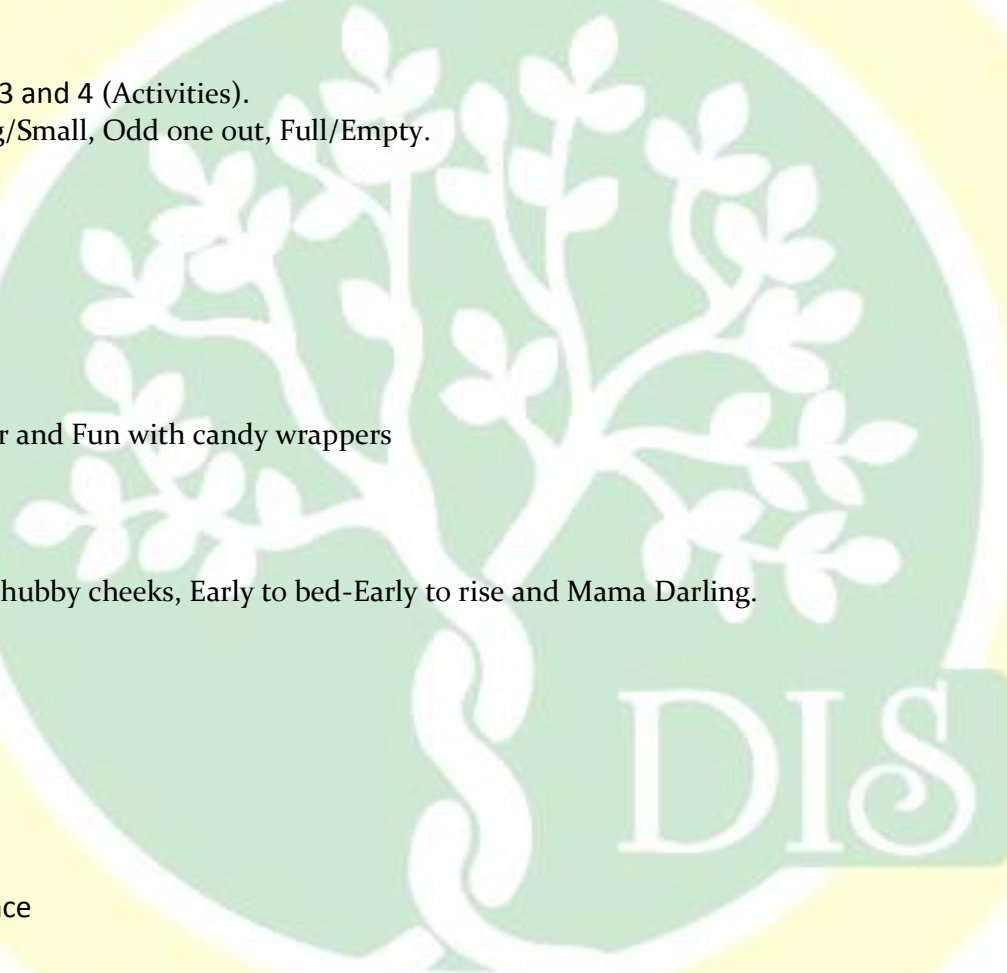 3 and 4 (Activities).
g/Small, Odd one out, Full/Empty.
r and Fun with candy wrappers
hubby cheeks, Early to bed-Early to rise and Mama Darling.
DIS
nce